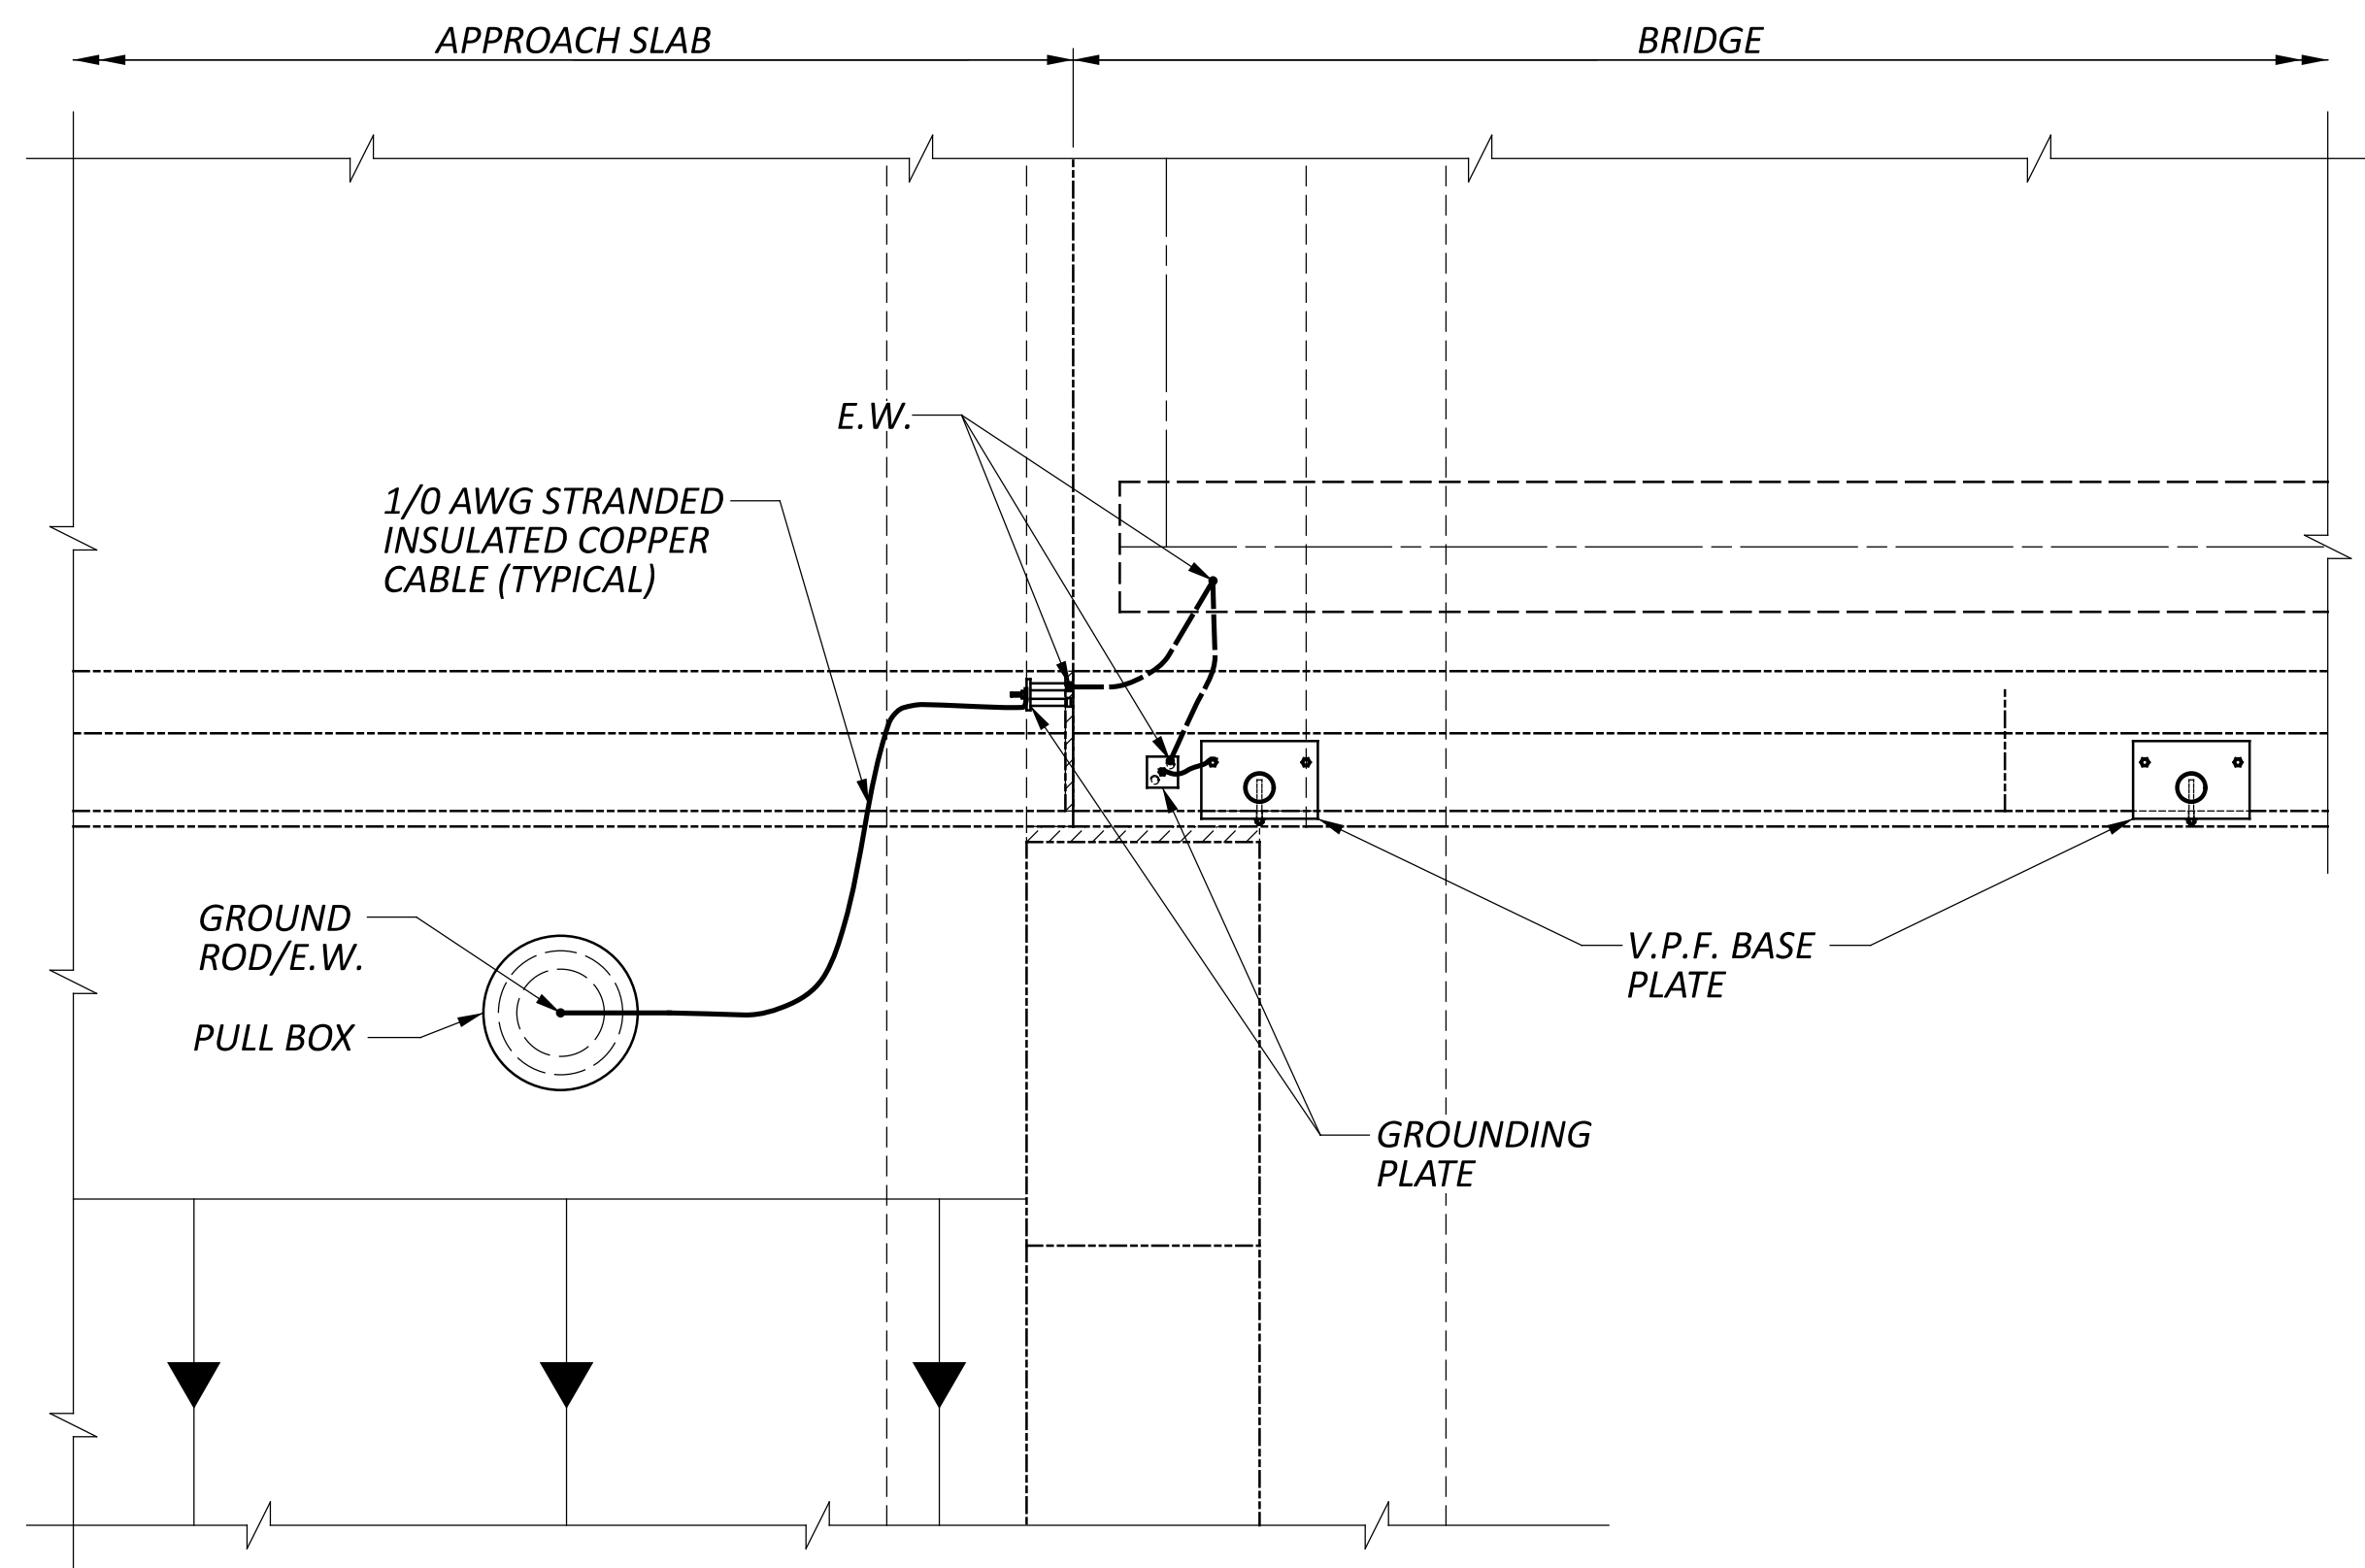 APPROACH SLAB
BRIDGE
E.W.
1/0 AWG STRANDED
INSULATED COPPER
CABLE (TYPICAL)
GROUND
ROD/E.W.
PULL BOX
V.P.F. BASE
PLATE
GROUNDING
PLATE